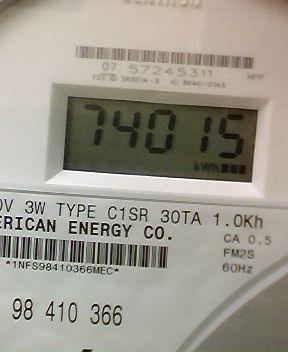 07 57245311
HPP
74015
kWh
0V 3W TYPE C1SR 30TA 1.0Kh
ERICAN ENERGY CO.
CA 0.5
FM2S
60Hz
*1NFS98410366MEC*
98 410 366